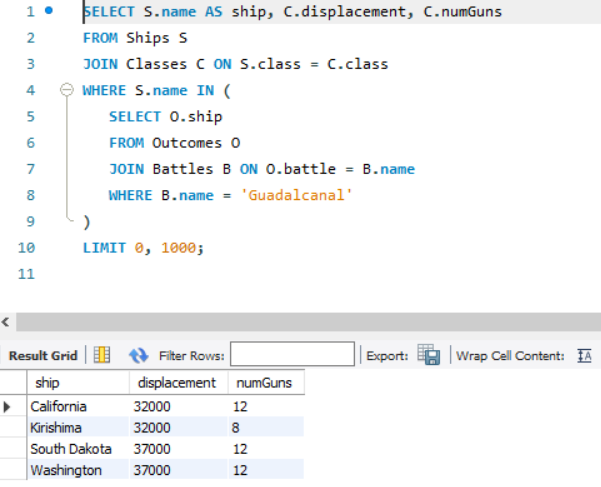 1 SELECT S.name AS ship, C.displacement, C.numGuns
2 FROM Ships S
3 JOIN Classes C ON S.class = C.class
4 WHERE S.name IN (
5 SELECT O.ship
6 FROM Outcomes O
7 JOIN Battles B ON O.battle = B.name
8 WHERE B.name = 'Guadalcanal'
9 )
10 LIMIT 0, 1000;
11
Result Grid Filter Rows: Export: Wrap Cell Content:
ship displacement numGuns
California 32000 12
Kirishima 32000 8
South Dakota 37000 12
Washington 37000 12